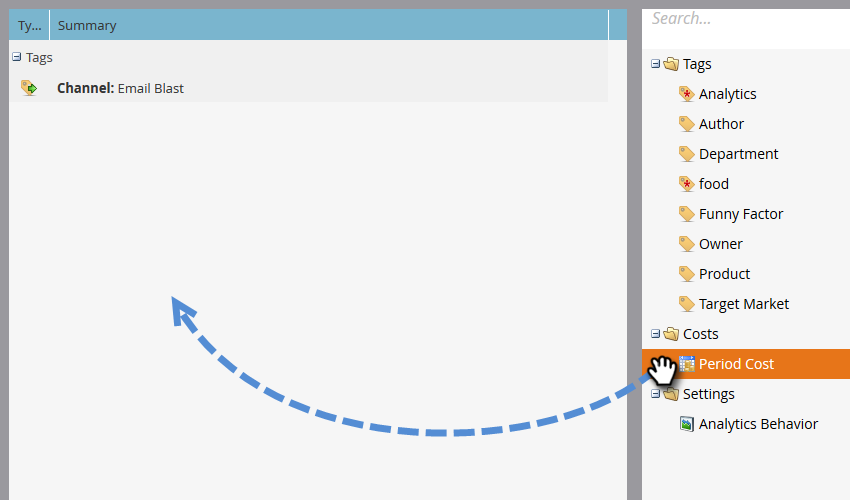 Ty... Summary
Tags
Channel: Email Blast
Search...
Tags
Analytics
Author
Department
food
Funny Factor
Owner
Product
Target Market
Costs
Period Cost
Settings
Analytics Behavior